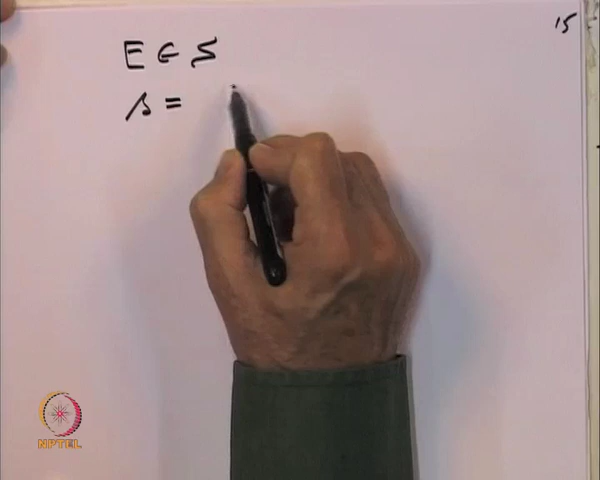 15
E ∈ S
s =
NPTEL